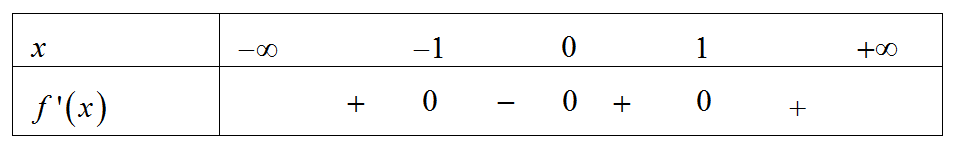 x –∞ –1 0 1 +∞
f '(x) + 0 – 0 + 0 +